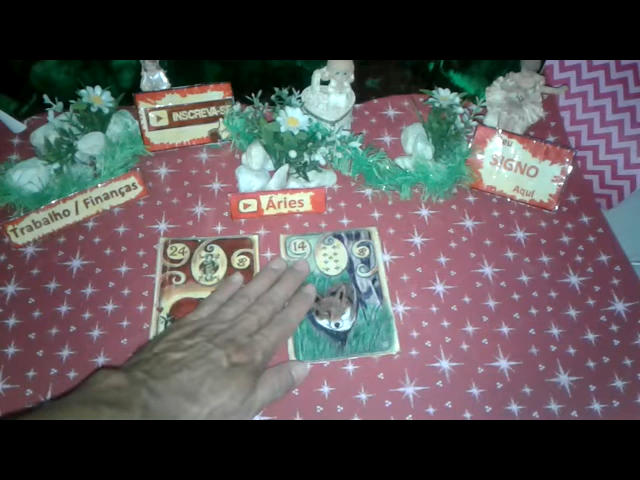 INSCREVA-SE
SIGNO
Aqui
Trabalho / Finanças
Áries
24
14